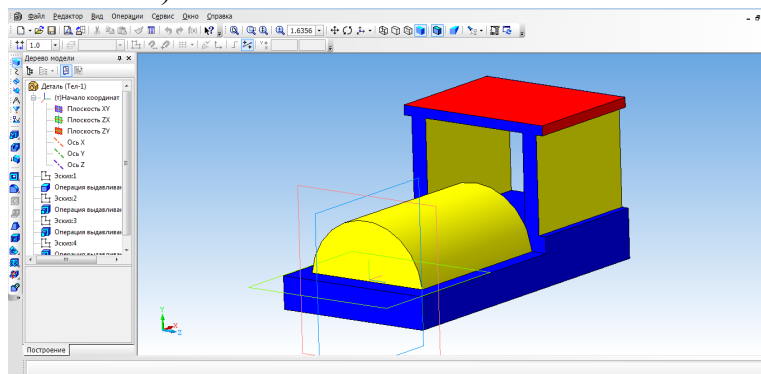 Файл Редактор Вид Операции Сервис Окно Справка
1.6356
1.0
Дерево модели
Деталь (Тел-1)
(т)Начало координат
Плоскость XY
Плоскость ZX
Плоскость ZY
Ось X
Ось Y
Ось Z
Эскиз:1
Операция выдавливан
Эскиз:2
Операция выдавливан
Эскиз:3
Операция выдавливан
Эскиз:4
Операция выдавливан
Y
X
Z
Построение